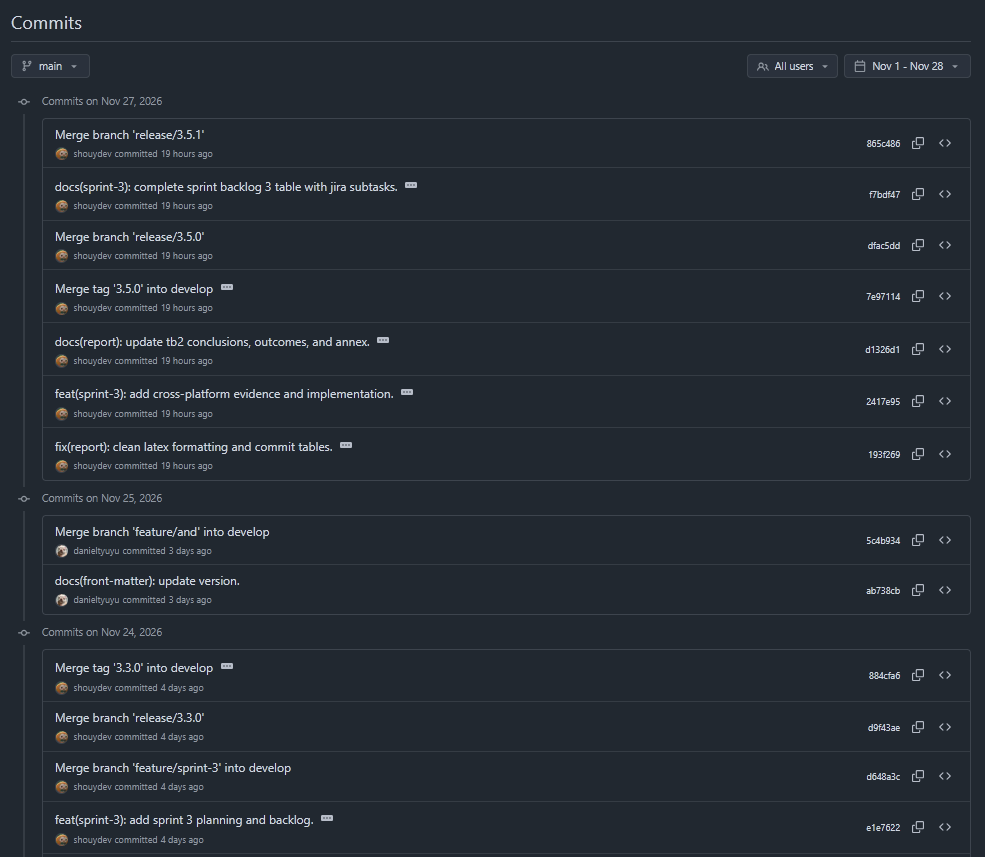 Commits
main
All users
Nov 1 - Nov 28
Commits on Nov 27, 2026
Merge branch 'release/3.5.1'
shouydev committed 19 hours ago
865c486
docs(sprint-3): complete sprint backlog 3 table with jira subtasks.
shouydev committed 19 hours ago
f7bdf47
Merge branch 'release/3.5.0'
shouydev committed 19 hours ago
dfac5dd
Merge tag '3.5.0' into develop
shouydev committed 19 hours ago
7e97114
docs(report): update tb2 conclusions, outcomes, and annex.
shouydev committed 19 hours ago
d1326d1
feat(sprint-3): add cross-platform evidence and implementation.
shouydev committed 19 hours ago
2417e95
fix(report): clean latex formatting and commit tables.
shouydev committed 19 hours ago
193f269
Commits on Nov 25, 2026
Merge branch 'feature/and' into develop
danieltyuyu committed 3 days ago
5c4b934
docs(front-matter): update version.
danieltyuyu committed 3 days ago
ab738cb
Commits on Nov 24, 2026
Merge tag '3.3.0' into develop
shouydev committed 4 days ago
884cfa6
Merge branch 'release/3.3.0'
shouydev committed 4 days ago
d9f43ae
Merge branch 'feature/sprint-3' into develop
shouydev committed 4 days ago
d648a3c
feat(sprint-3): add sprint 3 planning and backlog.
shouydev committed 4 days ago
e1e7622